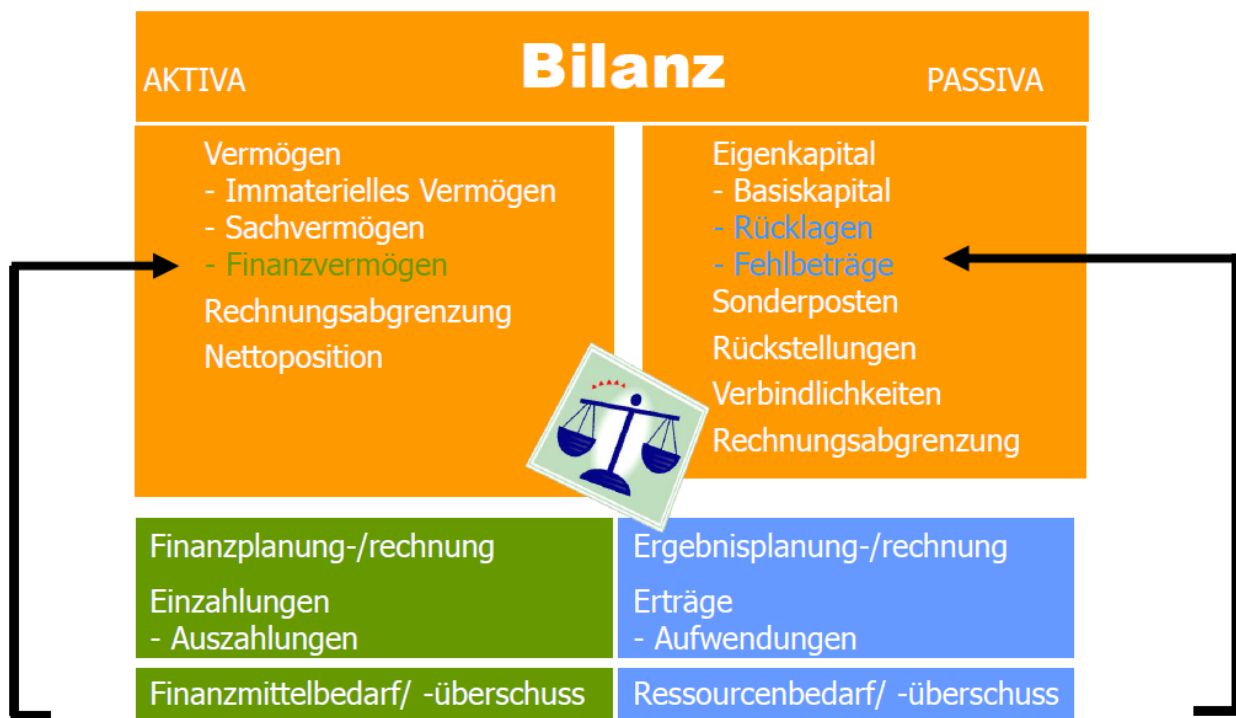 Bilanz
AKTIVA
PASSIVA
Vermögen
- Immaterielles Vermögen
- Sachvermögen
- Finanzvermögen
Rechnungsabgrenzung
Nettoposition
Eigenkapital
- Basiskapital
- Rücklagen
- Fehlbeträge
Sonderposten
Rückstellungen
Verbindlichkeiten
Rechnungsabgrenzung
Finanzplanung-/rechnung
Einzahlungen
- Auszahlungen
Finanzmittelbedarf/ -überschuss
Ergebnisplanung-/rechnung
Erträge
- Aufwendungen
Ressourcenbedarf/ -überschuss